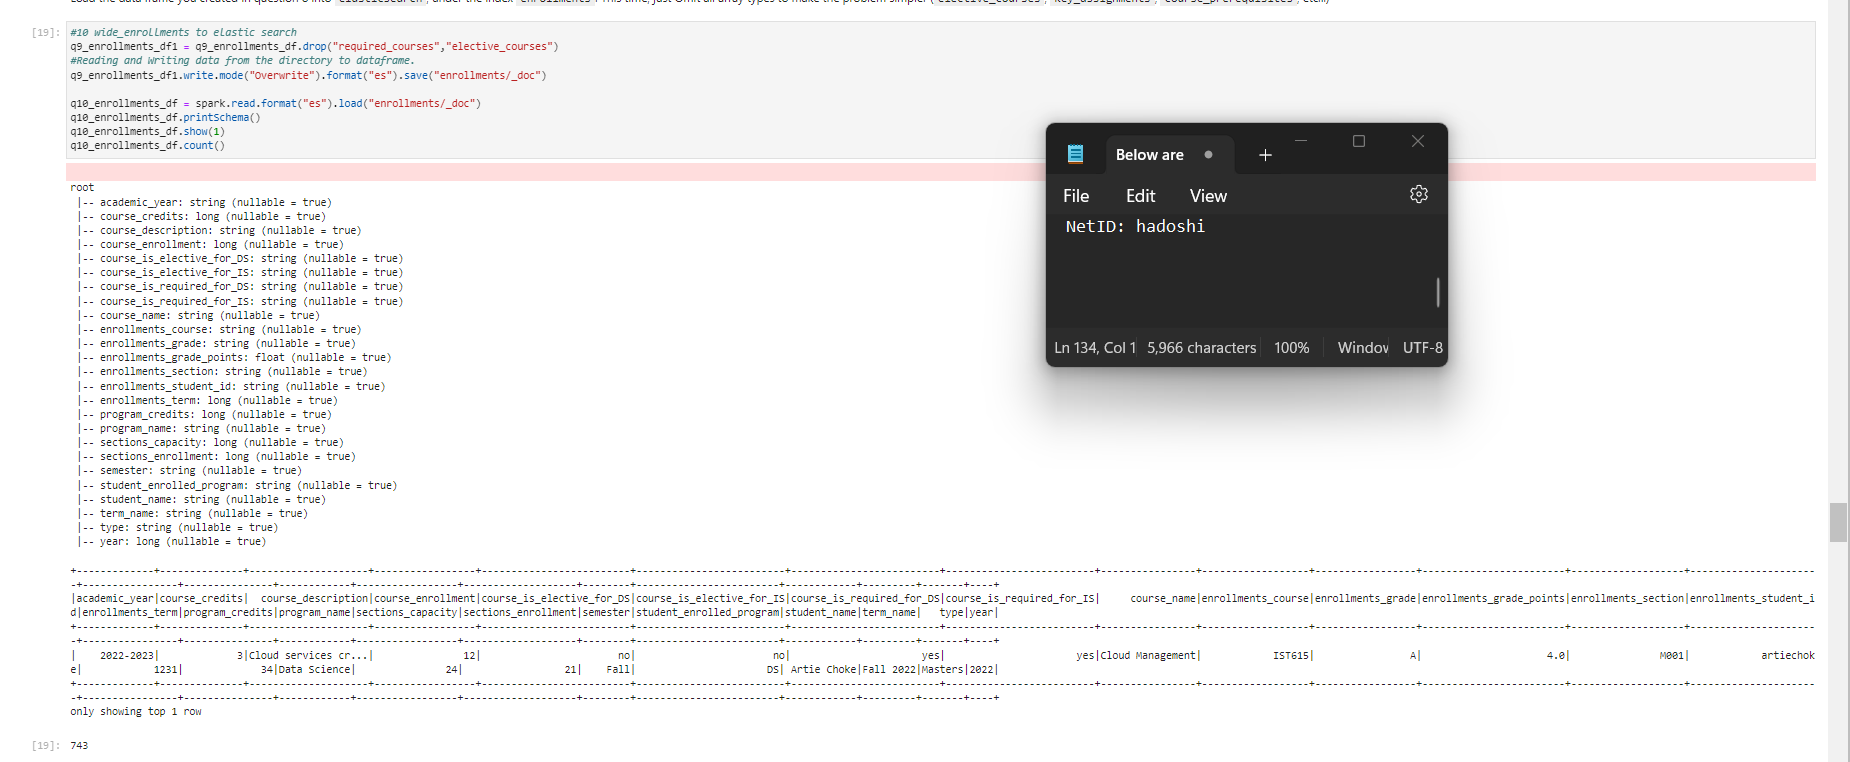 [19]: #10 wide_enrollments to elastic search
q9_enrollments_df1 = q9_enrollments_df.drop("required_courses","elective_courses")
#Reading and Writing data from the directory to dataframe.
q9_enrollments_df1.write.mode("Overwrite").format("es").save("enrollments/_doc")
q10_enrollments_df = spark.read.format("es").load("enrollments/_doc")
q10_enrollments_df.printSchema()
q10_enrollments_df.show(1)
q10_enrollments_df.count()
Below are
File Edit View
NetID: hadoshi
Ln 134, Col 1 5,966 characters 100% Window UTF-8
root
|-- academic_year: string (nullable = true)
|-- course_credits: long (nullable = true)
|-- course_description: string (nullable = true)
|-- course_enrollment: long (nullable = true)
|-- course_is_elective_for_DS: string (nullable = true)
|-- course_is_elective_for_IS: string (nullable = true)
|-- course_is_required_for_DS: string (nullable = true)
|-- course_is_required_for_IS: string (nullable = true)
|-- course_name: string (nullable = true)
|-- enrollments_course: string (nullable = true)
|-- enrollments_grade: string (nullable = true)
|-- enrollments_grade_points: float (nullable = true)
|-- enrollments_section: string (nullable = true)
|-- enrollments_student_id: string (nullable = true)
|-- enrollments_term: long (nullable = true)
|-- program_credits: long (nullable = true)
|-- program_name: string (nullable = true)
|-- sections_capacity: long (nullable = true)
|-- sections_enrollment: long (nullable = true)
|-- semester: string (nullable = true)
|-- student_enrolled_program: string (nullable = true)
|-- student_name: string (nullable = true)
|-- term_name: string (nullable = true)
|-- type: string (nullable = true)
|-- year: long (nullable = true)
|academic_year|course_credits| course_description|course_enrollment|course_is_elective_for_DS|course_is_elective_for_IS|course_is_required_for_DS|course_is_required_for_IS| course_name|enrollments_course|enrollments_grade|enrollments_grade_points|enrollments_section|enrollments_student_i
d|enrollments_term|program_credits|program_name|sections_capacity|sections_enrollment|semester|student_enrolled_program|student_name|term_name| type|year|
| 2022-2023| 3|Cloud services cr...| 12| no| no| yes| yes|Cloud Management| IST615| A| 4.0| M001| artiechok
e| 1231| 34|Data Science| 24| 21| Fall| DS| Artie Choke|Fall 2022|Masters|2022|
only showing top 1 row
[19]: 743